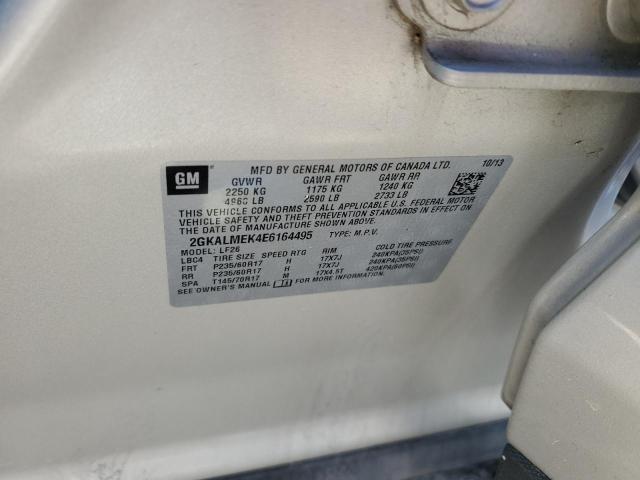 GM
MFD BY GENERAL MOTORS OF CANADA LTD. 10/13
GVWR GAWR FRT GAWR RR
2250 KG 1175 KG 1240 KG
4960 LB 2590 LB 2733 LB
THIS VEHICLE CONFORMS TO ALL APPLICABLE U.S. FEDERAL MOTOR
VEHICLE SAFETY AND THEFT PREVENTION STANDARDS IN EFFECT ON
THE DATE OF MANUFACTURE SHOWN ABOVE.
2GKALMEK4E6164495 TYPE: M.P.V.
MODEL: LF26
LBC4 TIRE SIZE SPEED RTG RIM COLD TIRE PRESSURE
FRT P235/60R17 H 17X7J 240KPA(35PSI)
RR P235/60R17 H 17X7J 240KPA(35PSI)
SPA T145/70R17 M 17X4.5T 420KPA(60PSI)
SEE OWNER'S MANUAL FOR MORE INFORMATION.